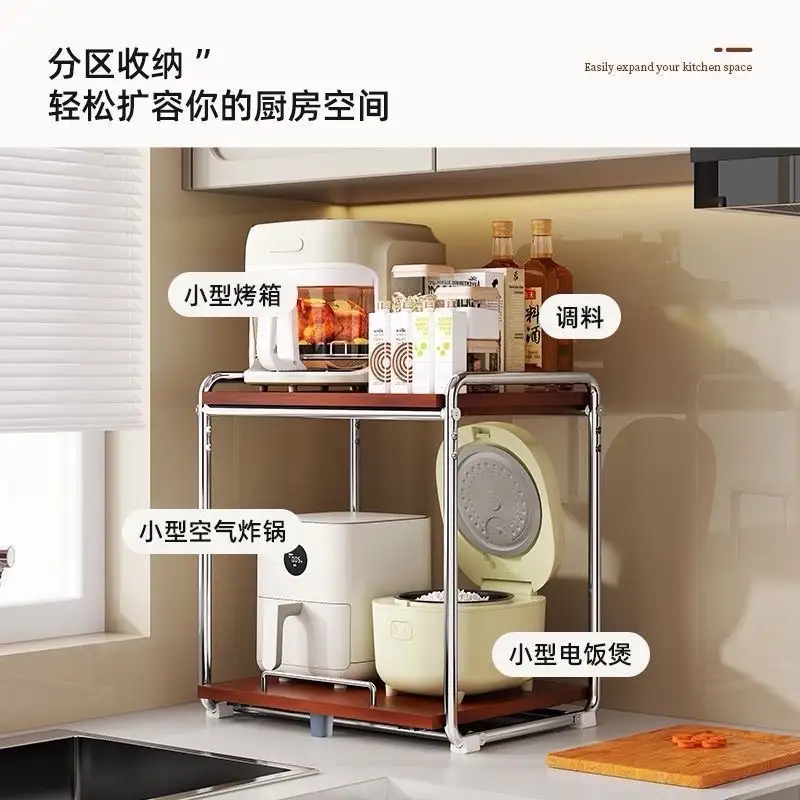 分区收纳 ”
轻松扩容你的厨房空间
Easily expand your kitchen space
小型烤箱
调料
料酒
小型空气炸锅
小型电饭煲